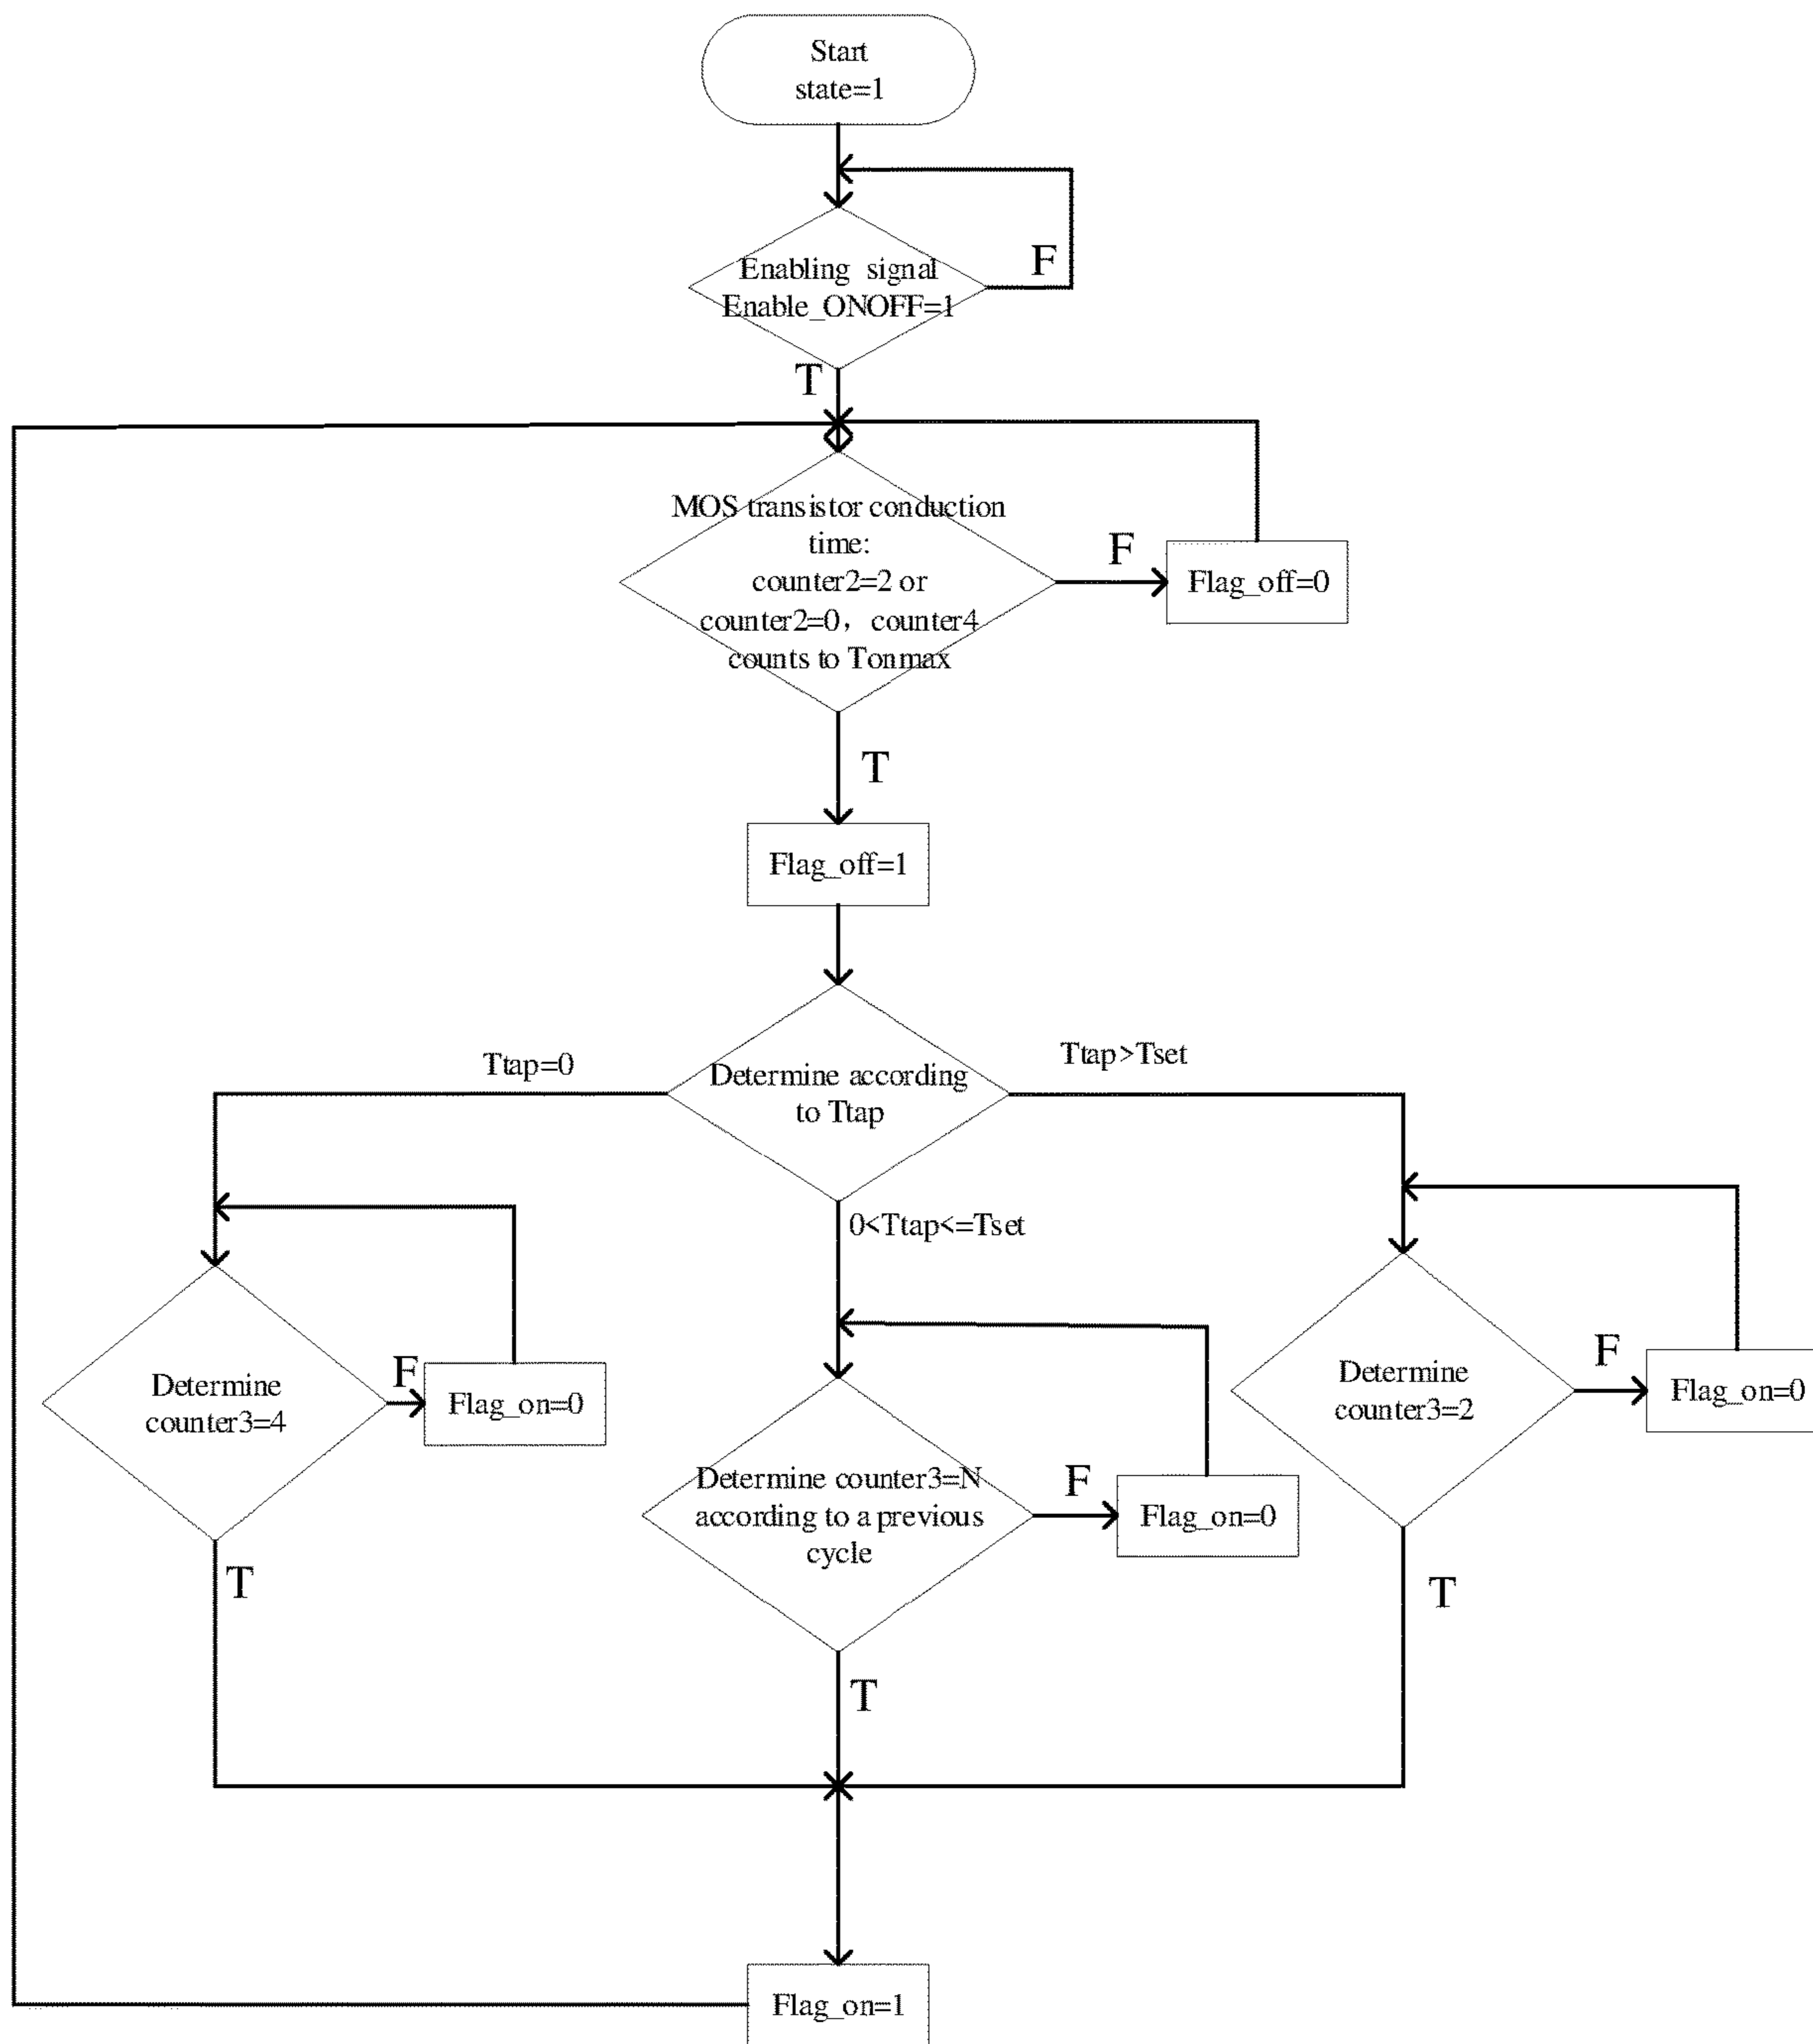 Start
state=1
Enabling signal
Enable_ONOFF=1
F
T
MOS transistor conduction
time:
counter2=2 or
counter2=0，counter4
counts to Tonmax
F
Flag_off=0
T
Flag_off=1
Determine according
to Ttap
Ttap=0
Ttap>Tset
0<Ttap<=Tset
Determine
counter3=4
F
Flag_on=0
T
Determine counter3=N
according to a previous
cycle
F
Flag_on=0
T
Determine
counter3=2
F
Flag_on=0
T
Flag_on=1